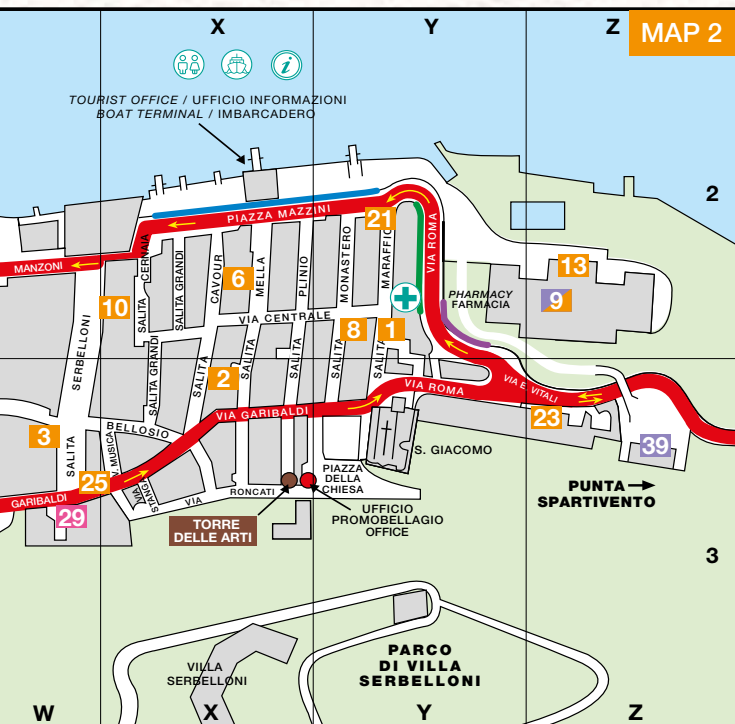 X
Y
Z
MAP 2
i
TOURIST OFFICE / UFFICIO INFORMAZIONI
BOAT TERMINAL / IMBARCADERO
2
PIAZZA MAZZINI
21
VIA ROMA
MANZONI
CERNAIA
SALITA
SALITA GRANDI
CAVOUR
SALITA
6
MELLA
SALITA
PLINIO
SALITA
MONASTERO
SALITA
MARAFFIO
SALITA
13
9
PHARMACY
FARMACIA
10
SERBELLONI
SALITA
VIA CENTRALE
8
1
SALITA GRANDI
2
VIA ROMA
VIA E. VITALI
VIA GARIBALDI
23
3
BELLOSIO
V. MUSICA
S. GIACOMO
39
25
VIA
STANGA
VIA
RONCATI
PIAZZA
DELLA
CHIESA
PUNTA
SPARTIVENTO
GARIBALDI
29
TORRE
DELLE ARTI
UFFICIO
PROMOBELLAGIO
OFFICE
3
VILLA
SERBELLONI
PARCO
DI VILLA
SERBELLONI
W
X
Y
Z